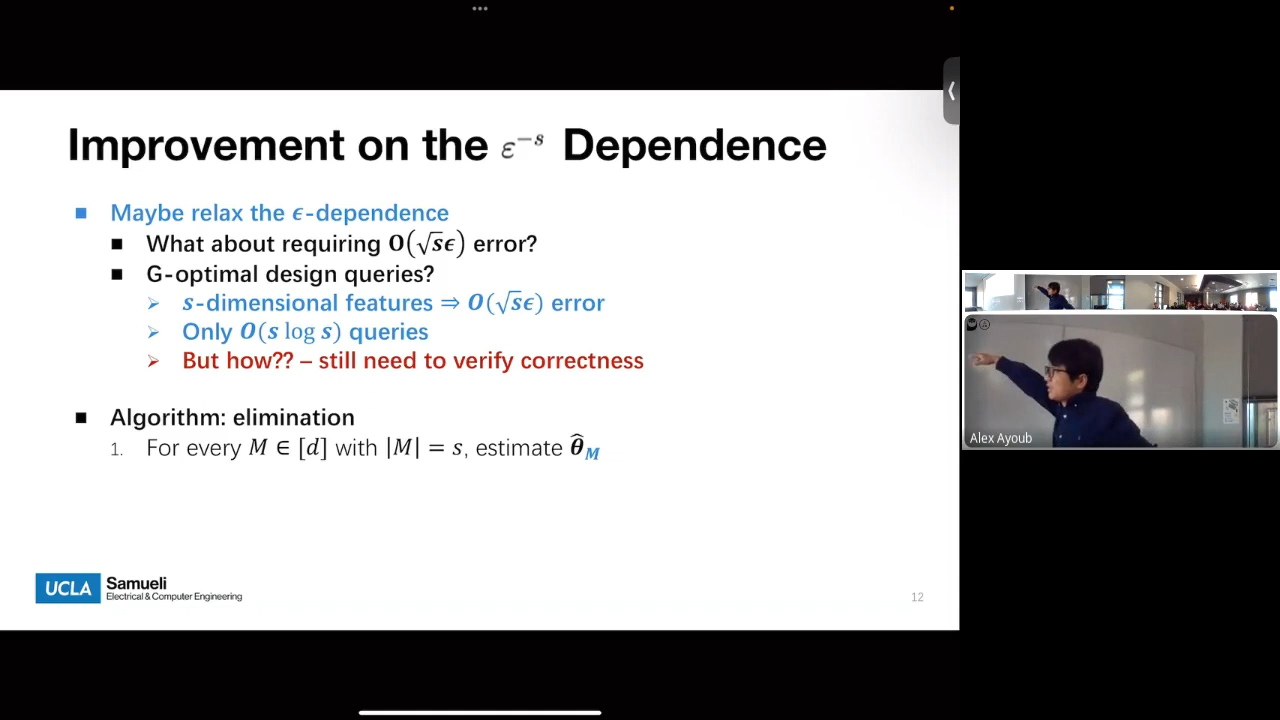 Improvement on the ε⁻ˢ Dependence
Maybe relax the ϵ-dependence
What about requiring O(√sϵ) error?
G-optimal design queries?
s-dimensional features ⇒ O(√sϵ) error
Only O(s log s) queries
But how?? – still need to verify correctness
Algorithm: elimination
1. For every M ∈ [d] with |M| = s, estimate θ̂_M
UCLA Samueli
Electrical & Computer Engineering
12
Alex Ayoub